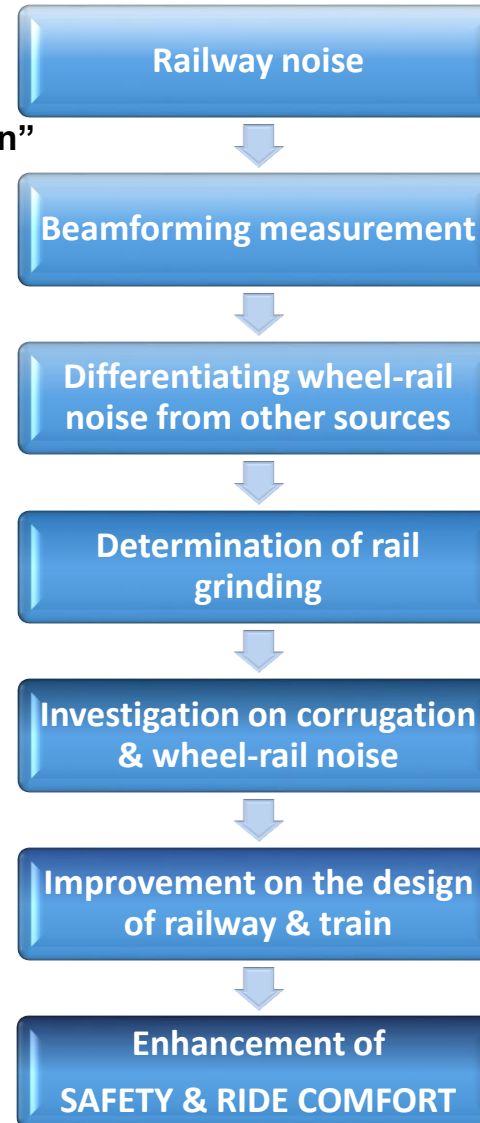 Railway noise
n”
Beamforming measurement
Differentiating wheel-rail
noise from other sources
Determination of rail
grinding
Investigation on corrugation
& wheel-rail noise
Improvement on the design
of railway & train
Enhancement of
SAFETY & RIDE COMFORT